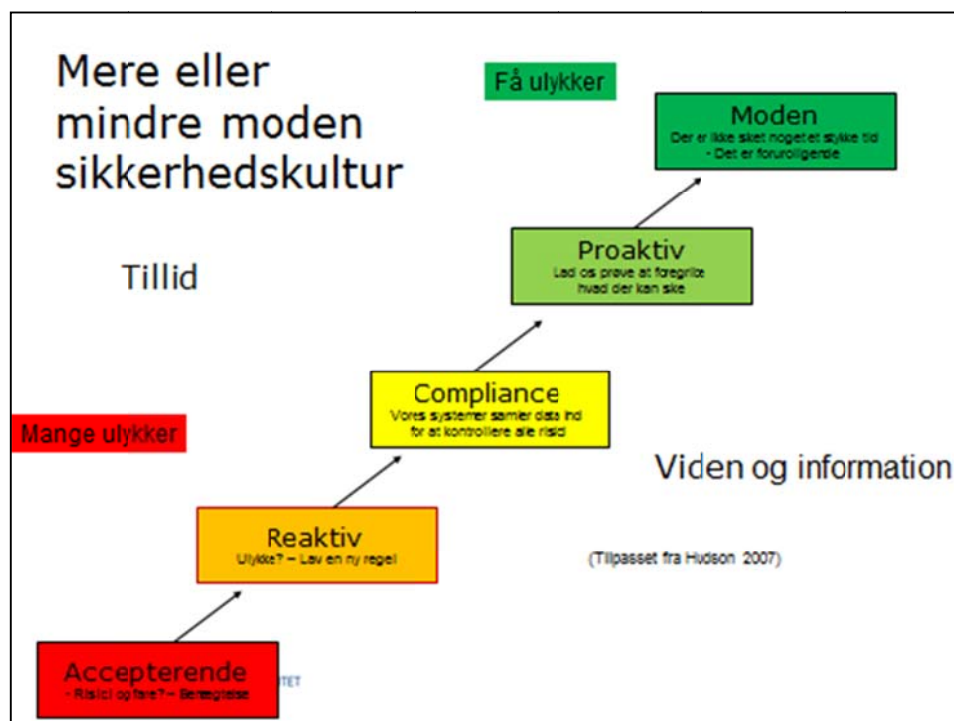 Mere eller
mindre moden
sikkerhedskultur
Få ulykker
Moden
Der er ikke sket noget et stykke tid
- Det er foruroligende
Proaktiv
Lad os prøve at foregribe
hvad der kan ske
Tillid
Compliance
Vores systemer samler data ind
for at kontrollere alle risici
Mange ulykker
Viden og information
Reaktiv
Ulykke? – Lav en ny regel!
(Tilpasset fra Hudson 2007)
Accepterende
- Risici og fare? – Benægtelse
ITET